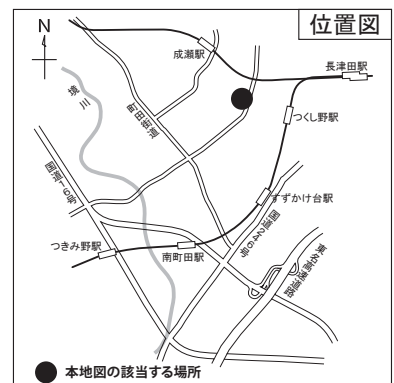 位置図
N
成瀬駅
長津田駅
境川
町田街道
つくし野駅
国道16号
すずかけ台駅
国道246号
つきみ野駅
南町田駅
東名高速道路
本地図の該当する場所